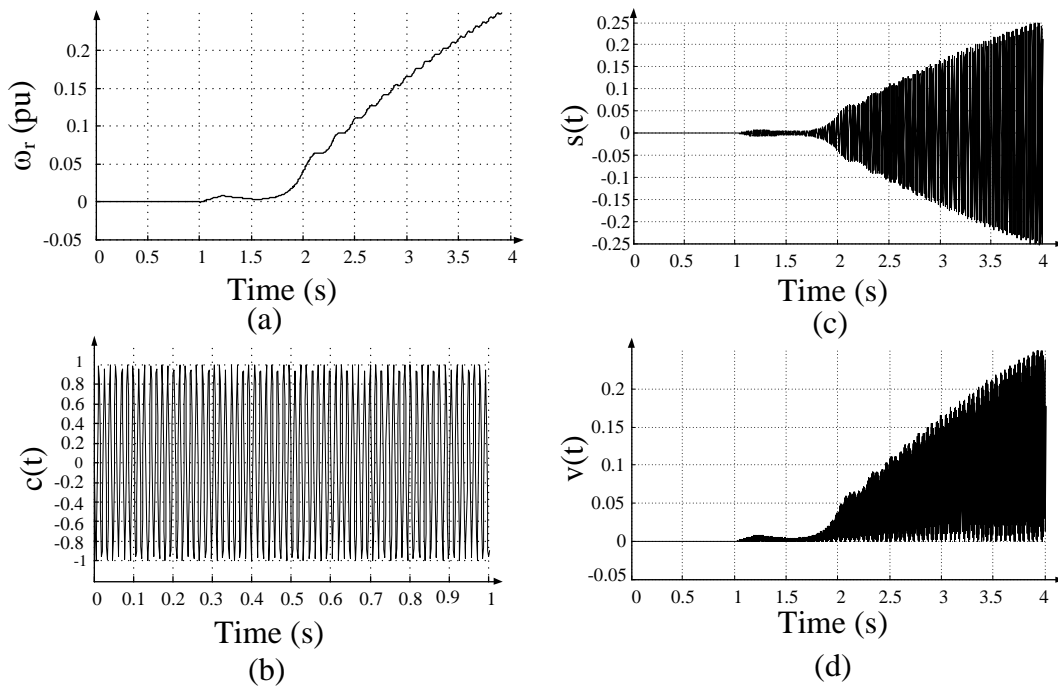 ω_r (pu)
0.2
0.15
0.1
0.05
0
-0.05
0 0.5 1 1.5 2 2.5 3 3.5 4
Time (s)
(a)
s(t)
0.25
0.2
0.15
0.1
0.05
0
-0.05
-0.1
-0.15
-0.2
-0.25
0 0.5 1 1.5 2 2.5 3 3.5 4
Time (s)
(c)
c(t)
1
0.8
0.6
0.4
0.2
0
-0.2
-0.4
-0.6
-0.8
-1
0 0.1 0.2 0.3 0.4 0.5 0.6 0.7 0.8 0.9 1
Time (s)
(b)
v(t)
0.2
0.15
0.1
0.05
0
-0.05
0 0.5 1 1.5 2 2.5 3 3.5 4
Time (s)
(d)